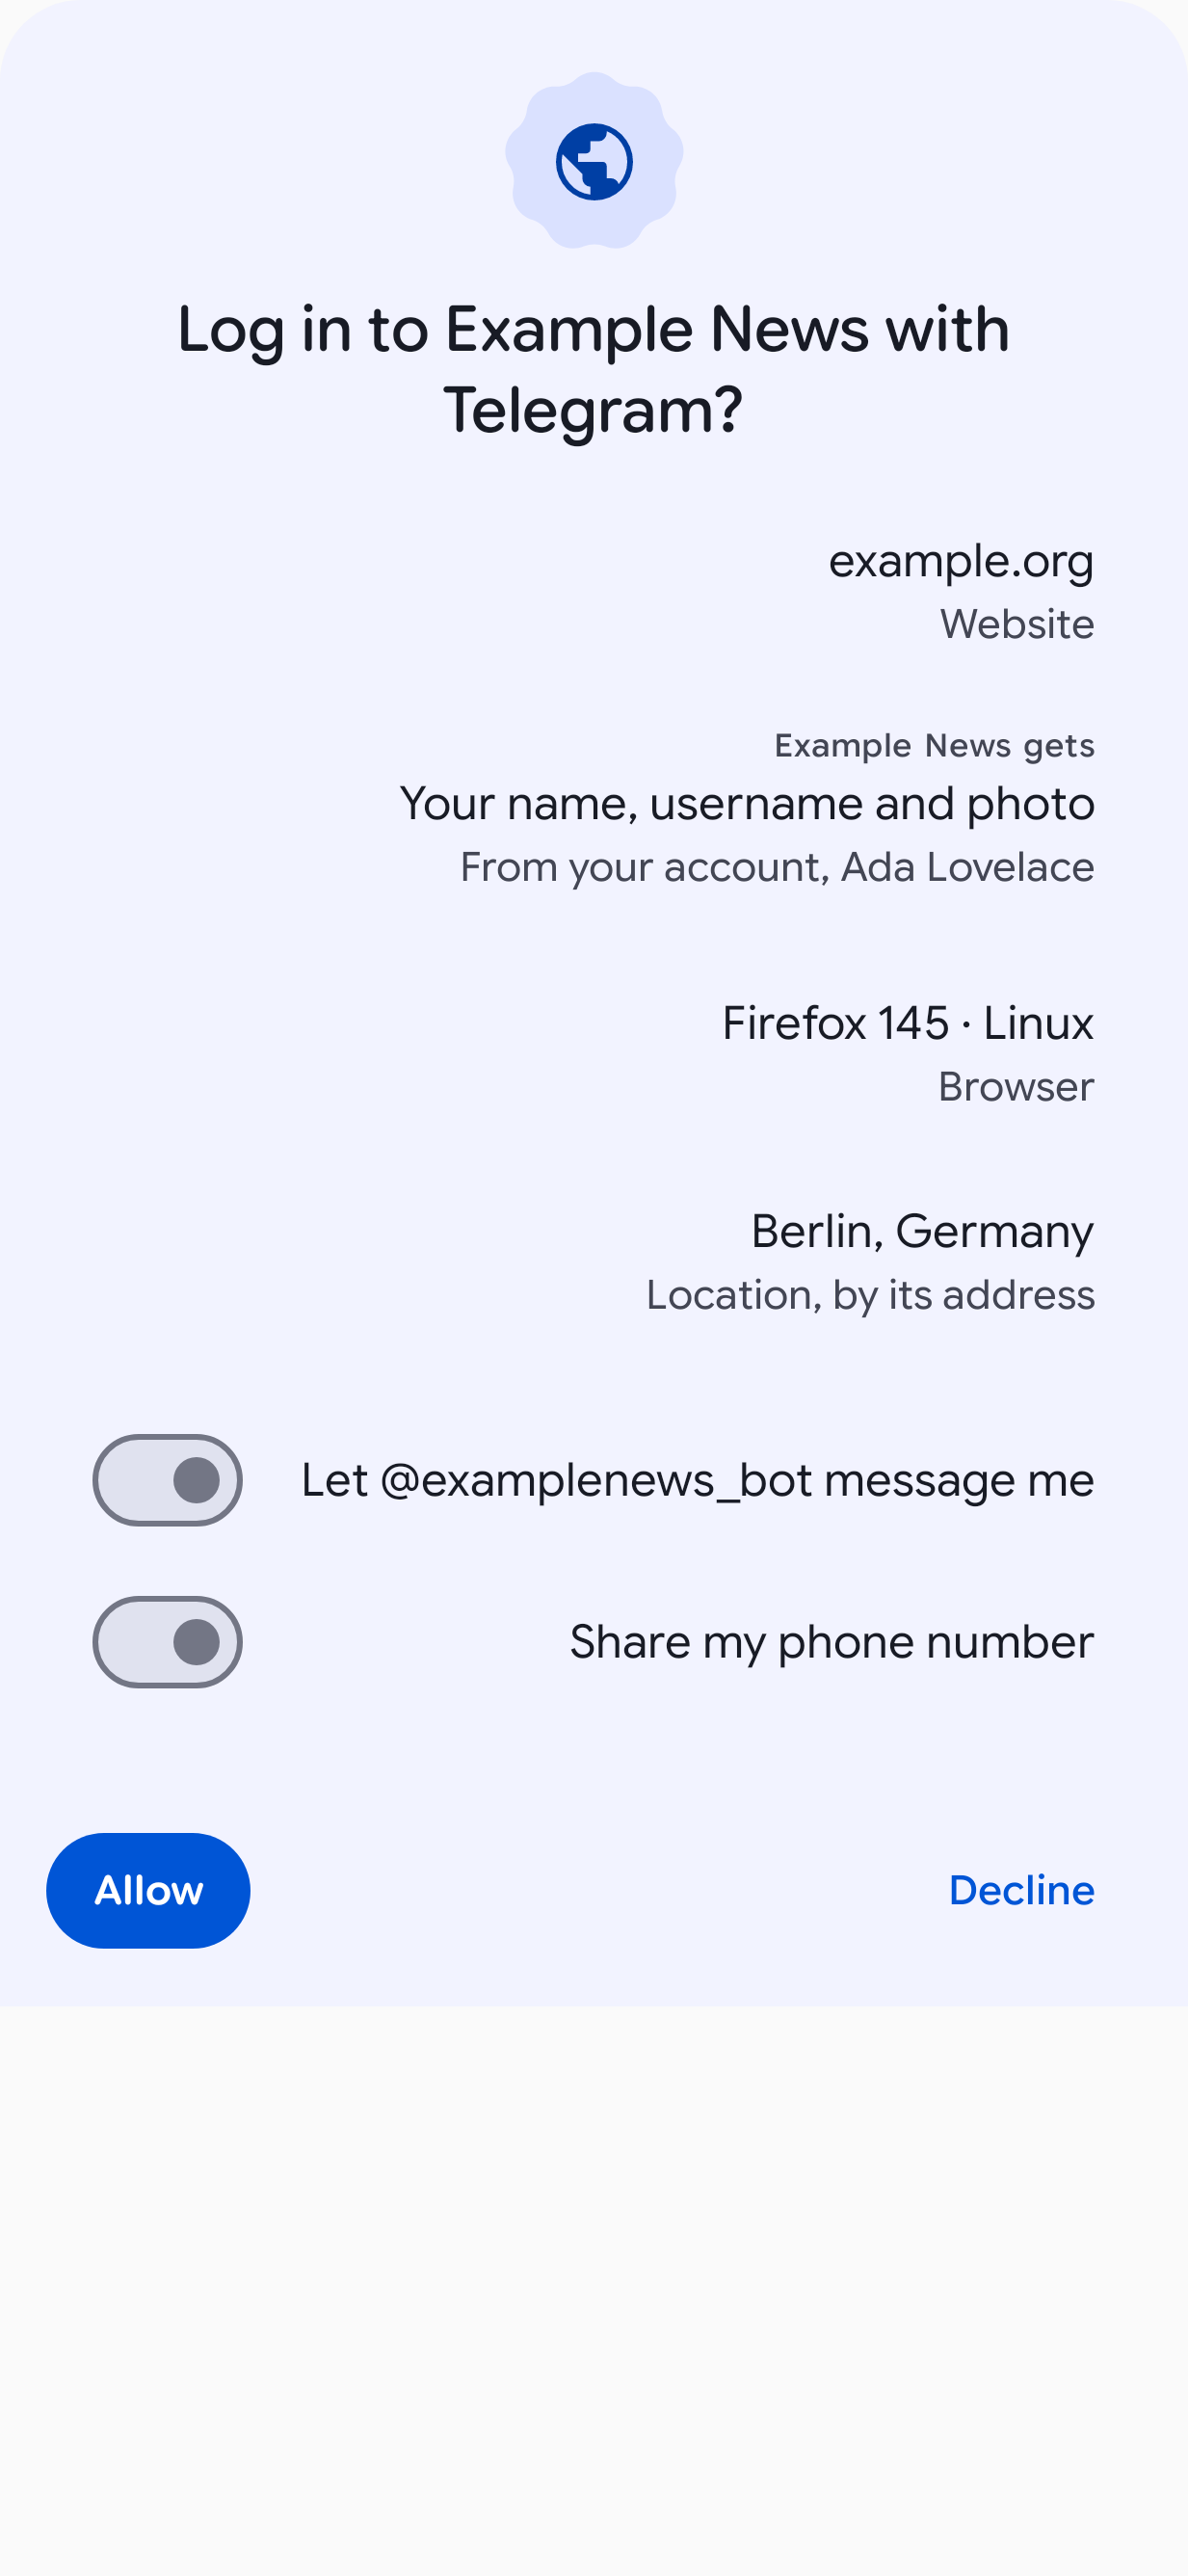 Log in to Example News with
Telegram?
example.org
Website
Example News gets
Your name, username and photo
From your account, Ada Lovelace
Firefox 145 · Linux
Browser
Berlin, Germany
Location, by its address
Let @examplenews_bot message me
Share my phone number
Allow
Decline